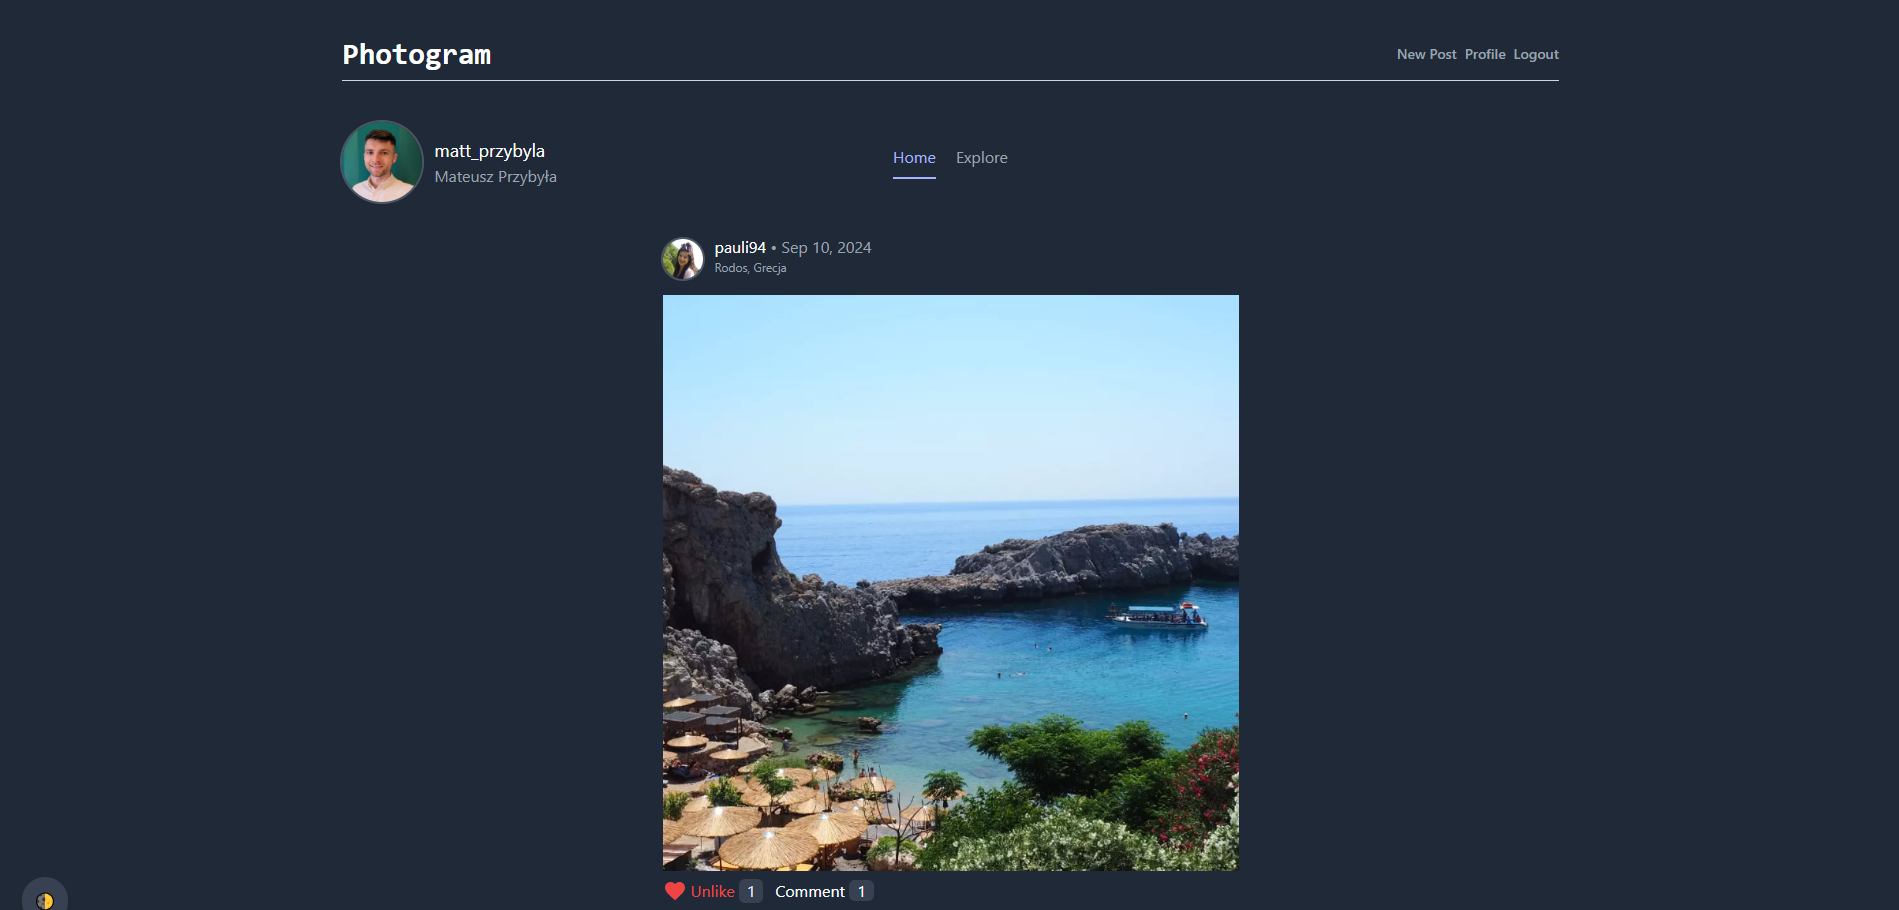 Photogram
New Post Profile Logout
matt_przybyla
Mateusz Przybyła
Home Explore
pauli94 • Sep 10, 2024
Rodos, Grecja
Unlike 1 Comment 1